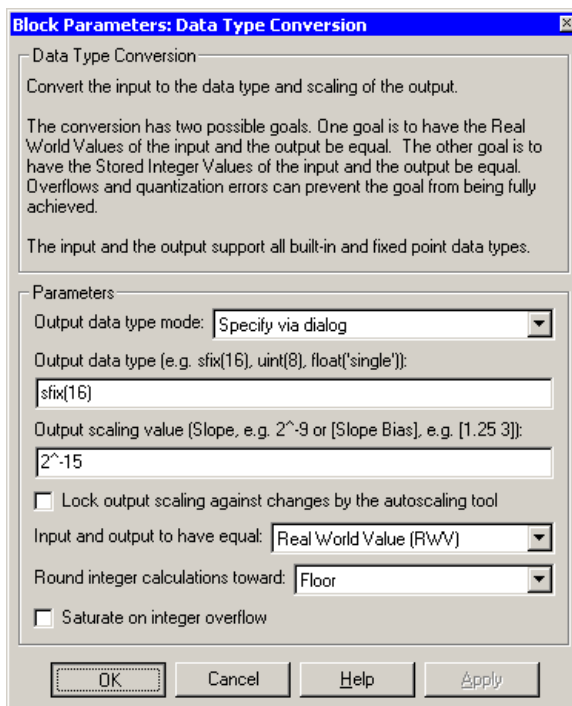 Block Parameters: Data Type Conversion
Data Type Conversion
Convert the input to the data type and scaling of the output.
The conversion has two possible goals. One goal is to have the Real
World Values of the input and the output be equal.  The other goal is to
have the Stored Integer Values of the input and the output be equal.
Overflows and quantization errors can prevent the goal from being fully
achieved.
The input and the output support all built-in and fixed point data types.
Parameters
Output data type mode: Specify via dialog
Output data type (e.g. sfix(16), uint(8), float('single')):
sfix(16)
Output scaling value (Slope, e.g. 2^-9 or [Slope Bias], e.g. [1.25 3]):
2^-15
Lock output scaling against changes by the autoscaling tool
Input and output to have equal: Real World Value (RWV)
Round integer calculations toward: Floor
Saturate on integer overflow
OK Cancel Help Apply